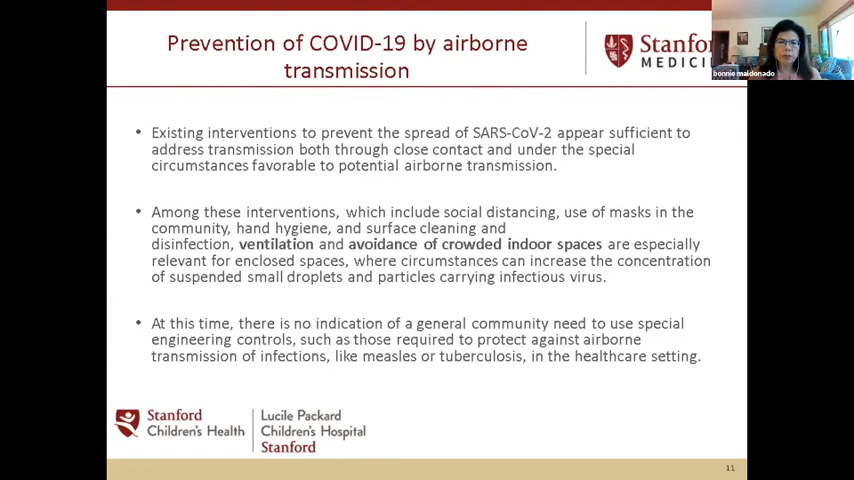 Prevention of COVID-19 by airborne
transmission
Stanfor
MEDICI
bonnie maldonado
• Existing interventions to prevent the spread of SARS-CoV-2 appear sufficient to
address transmission both through close contact and under the special
circumstances favorable to potential airborne transmission.
• Among these interventions, which include social distancing, use of masks in the
community, hand hygiene, and surface cleaning and
disinfection, ventilation and avoidance of crowded indoor spaces are especially
relevant for enclosed spaces, where circumstances can increase the concentration
of suspended small droplets and particles carrying infectious virus.
• At this time, there is no indication of a general community need to use special
engineering controls, such as those required to protect against airborne
transmission of infections, like measles or tuberculosis, in the healthcare setting.
Stanford
Children's Health
Lucile Packard
Children's Hospital
Stanford
11